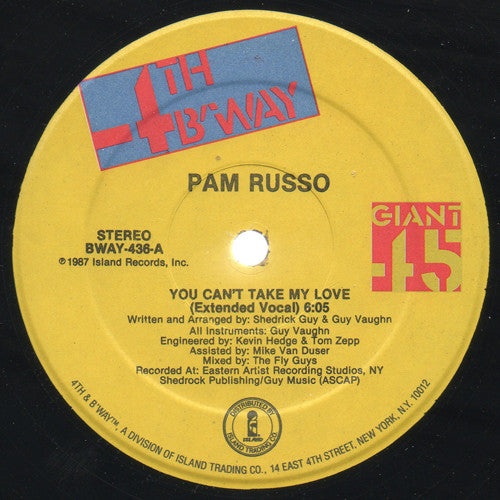 4TH
B'WAY
PAM RUSSO
STEREO
BWAY-436-A
℗1987 Island Records, Inc.
GIANT
45
YOU CAN'T TAKE MY LOVE
(Extended Vocal) 6:05
Written and Arranged by: Shedrick Guy & Guy Vaughn
All Instruments: Guy Vaughn
Engineered by: Kevin Hedge & Tom Zepp
Assisted by: Mike Van Duser
Mixed by: The Fly Guys
Recorded At: Eastern Artist Recording Studios, NY
Shedrock Publishing/Guy Music (ASCAP)
DISTRIBUTED BY
ISLAND
ISLAND TRADING CO.
4TH & B'WAY™, A DIVISION OF ISLAND TRADING CO., 14 EAST 4TH STREET, NEW YORK, N.Y. 10012